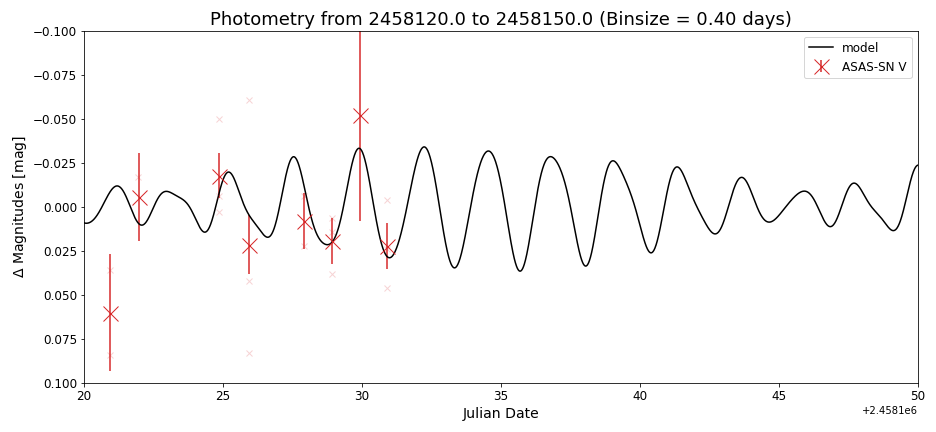 Photometry from 2458120.0 to 2458150.0 (Binsize = 0.40 days)
−0.100
−0.075
−0.050
−0.025
0.000
0.025
0.050
0.075
0.100
Δ Magnitudes [mag]
model
ASAS-SN V
20 25 30 35 40 45 50
+2.4581e6
Julian Date